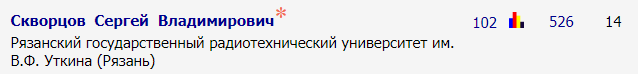 Скворцов Сергей Владимирович* 102 526 14
Рязанский государственный радиотехнический университет им.
В.Ф. Уткина (Рязань)